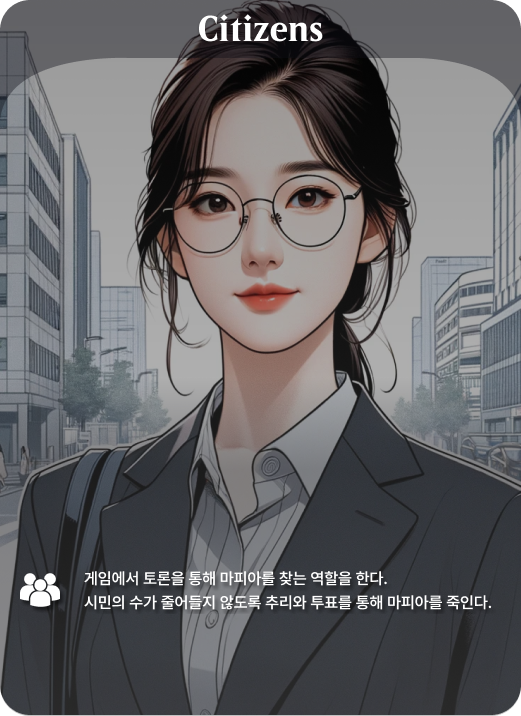 Citizens
게임에서 토론을 통해 마피아를 찾는 역할을 한다.
시민의 수가 줄어들지 않도록 추리와 투표를 통해 마피아를 죽인다.